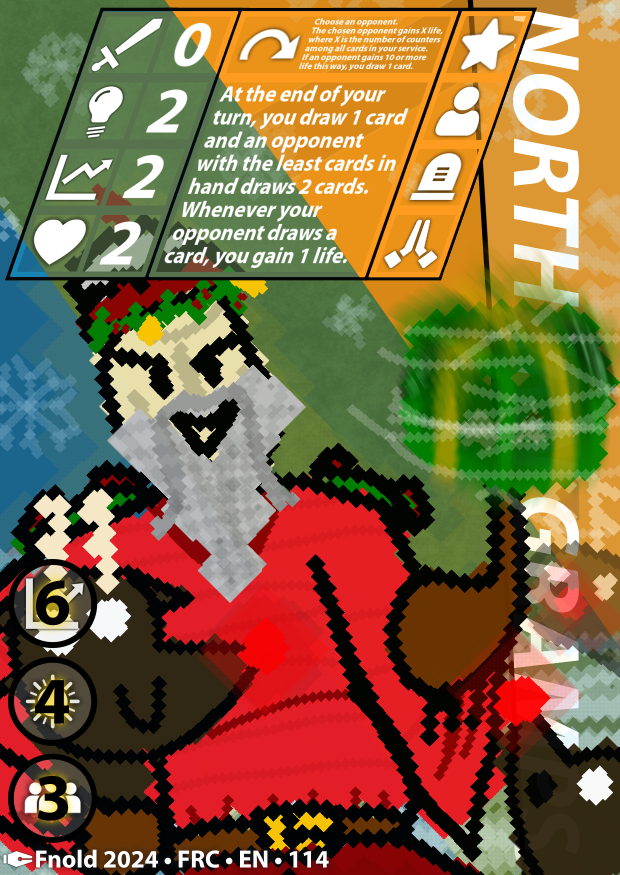 0
2
2
2
Choose an opponent.
The chosen opponent gains X life,
where X is the number of counters
among all cards in your service.
If an opponent gains 10 or more
life this way, you draw 1 card.
At the end of your
turn, you draw 1 card
and an opponent
with the least cards in
hand draws 2 cards.
Whenever your
opponent draws a
card, you gain 1 life.
NORTH
6
4
3
Fnold 2024 • FRC • EN • 114